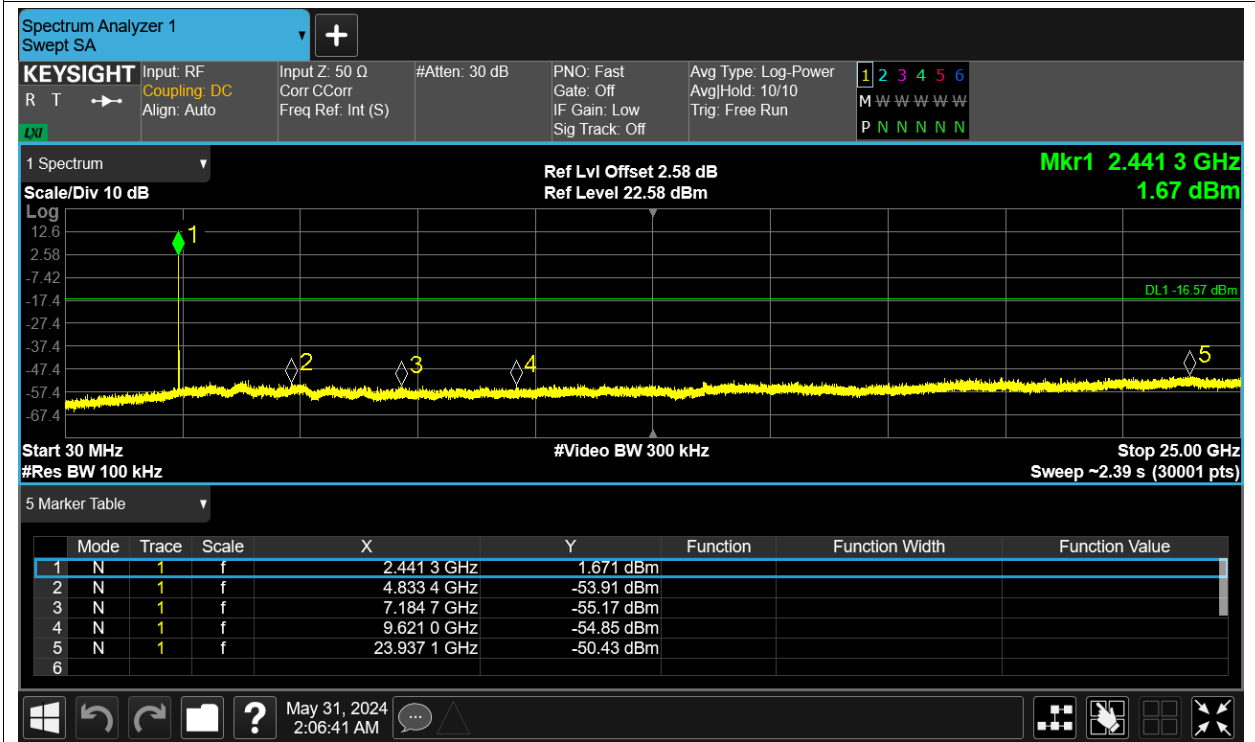 Spectrum Analyzer 1
Swept SA
KEYSIGHT
R T
LXI
Input: RF
Coupling: DC
Align: Auto
Input Z: 50 Ω
Corr CCorr
Freq Ref: Int (S)
#Atten: 30 dB
PNO: Fast
Gate: Off
IF Gain: Low
Sig Track: Off
Avg Type: Log-Power
Avg|Hold: 10/10
Trig: Free Run
1 2 3 4 5 6
M W W W W W
P N N N N N
1 Spectrum
Scale/Div 10 dB
Ref Lvl Offset 2.58 dB
Ref Level 22.58 dBm
Mkr1 2.441 3 GHz
1.67 dBm
Log
12.6
2.58
-7.42
-17.4
-27.4
-37.4
-47.4
-57.4
-67.4
1
2
3
4
5
DL1 -16.57 dBm
Start 30 MHz
#Video BW 300 kHz
Stop 25.00 GHz
#Res BW 100 kHz
Sweep ~2.39 s (30001 pts)
5 Marker Table
Mode Trace Scale X Y Function Function Width Function Value
1 N 1 f 2.441 3 GHz 1.671 dBm
2 N 1 f 4.833 4 GHz -53.91 dBm
3 N 1 f 7.184 7 GHz -55.17 dBm
4 N 1 f 9.621 0 GHz -54.85 dBm
5 N 1 f 23.937 1 GHz -50.43 dBm
6
?
May 31, 2024
2:06:41 AM